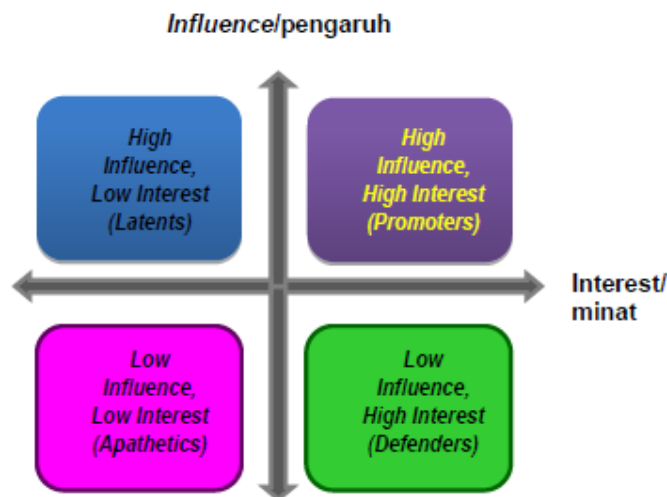 Influence/pengaruh
High
Influence,
Low Interest
(Latents)
High
Influence,
High Interest
(Promoters)
Interest/
minat
Low
Influence,
Low Interest
(Apathetics)
Low
Influence,
High Interest
(Defenders)